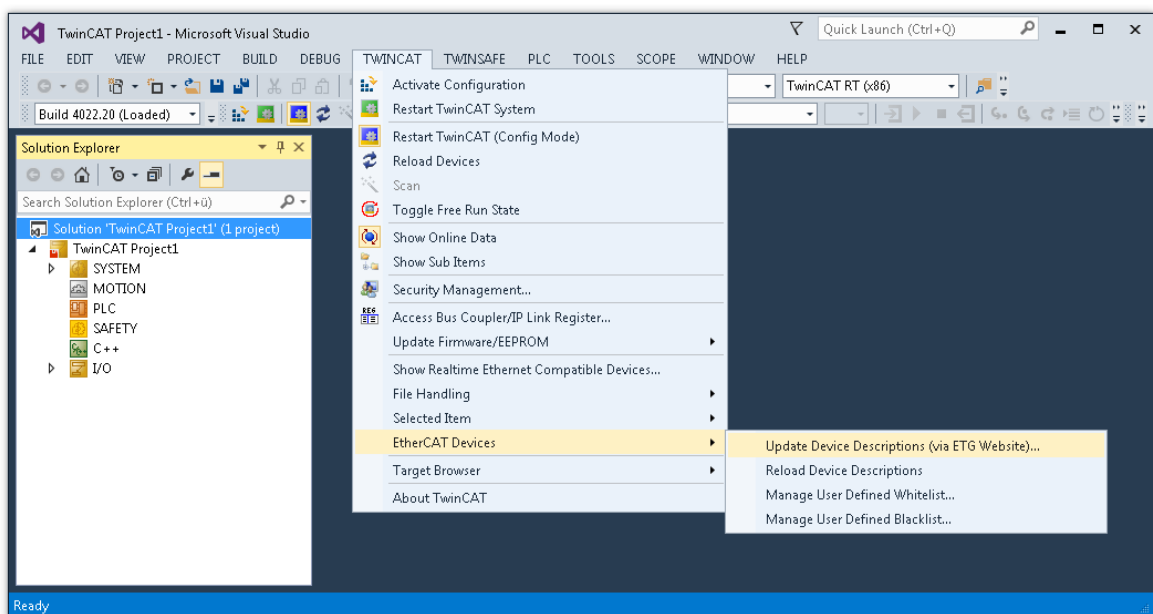 TwinCAT Project1 - Microsoft Visual Studio
Quick Launch (Ctrl+Q)
FILE EDIT VIEW PROJECT BUILD DEBUG TWINCAT TWINSAFE PLC TOOLS SCOPE WINDOW HELP
TwinCAT RT (x86)
Build 4022.20 (Loaded)
Solution Explorer
Search Solution Explorer (Ctrl+ü)
Solution 'TwinCAT Project1' (1 project)
TwinCAT Project1
SYSTEM
MOTION
PLC
SAFETY
C++
I/O
Activate Configuration
Restart TwinCAT System
Restart TwinCAT (Config Mode)
Reload Devices
Scan
Toggle Free Run State
Show Online Data
Show Sub Items
Security Management...
REG
Access Bus Coupler/IP Link Register...
Update Firmware/EEPROM
Show Realtime Ethernet Compatible Devices...
File Handling
Selected Item
EtherCAT Devices
Target Browser
About TwinCAT
Update Device Descriptions (via ETG Website)...
Reload Device Descriptions
Manage User Defined Whitelist...
Manage User Defined Blacklist...
Ready